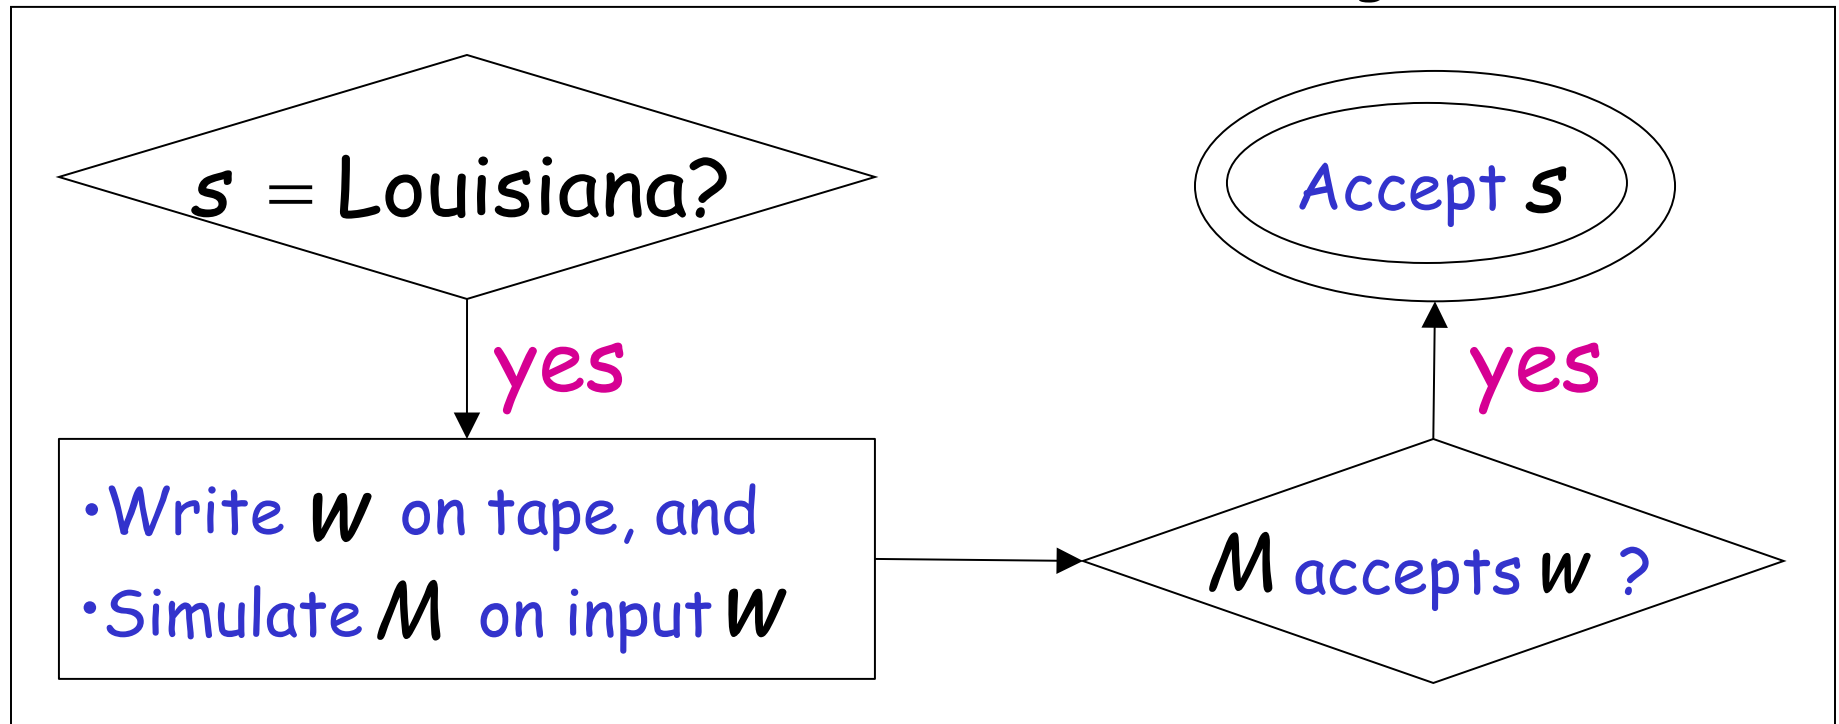 s = Louisiana?
yes
• Write w on tape, and
• Simulate M on input w
M accepts w ?
yes
Accept s